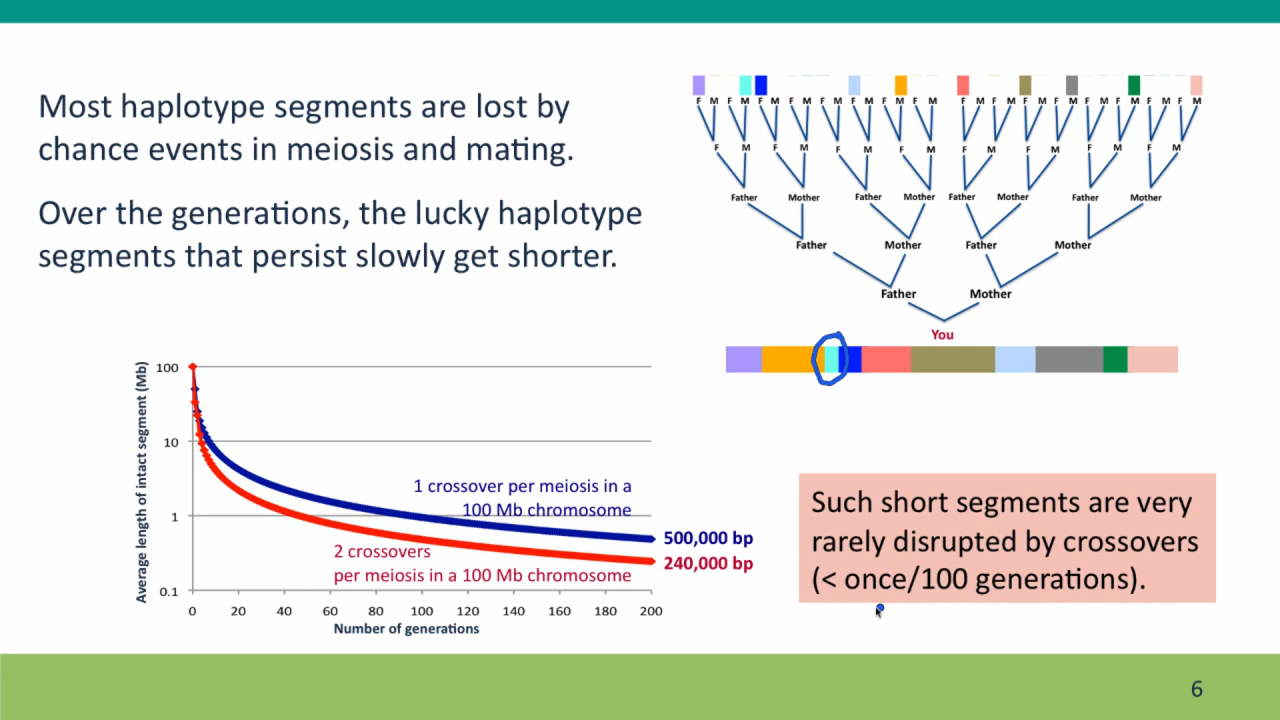 Most haplotype segments are lost by
chance events in meiosis and mating.
Over the generations, the lucky haplotype
segments that persist slowly get shorter.
F M F M F M F M F M F M F M F M F M F M F M F M F M F M F M F M
F M F M F M F M F M F M F M F M
Father Mother Father Mother Father Mother Father Mother
Father Mother Father Mother
Father Mother
You
Average length of intact segment (Mb)
100
10
1
0.1
1 crossover per meiosis in a
100 Mb chromosome
500,000 bp
240,000 bp
2 crossovers
per meiosis in a 100 Mb chromosome
0 20 40 60 80 100 120 140 160 180 200
Number of generations
Such short segments are very
rarely disrupted by crossovers
(< once/100 generations).
6